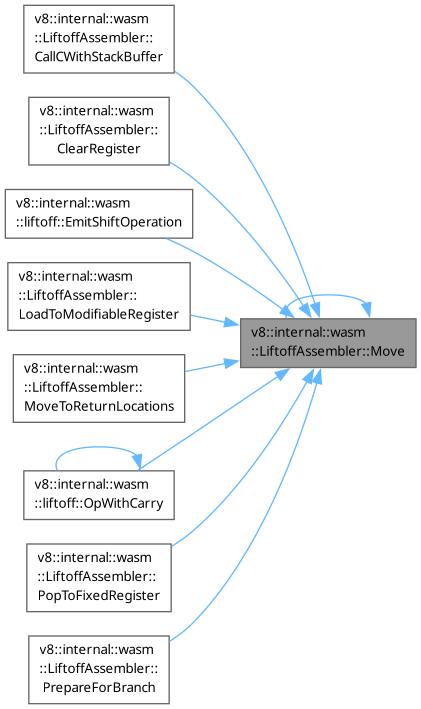 v8::internal::wasm
::LiftoffAssembler::
CallCWithStackBuffer
v8::internal::wasm
::LiftoffAssembler::
ClearRegister
v8::internal::wasm
::liftoff::EmitShiftOperation
v8::internal::wasm
::LiftoffAssembler::
LoadToModifiableRegister
v8::internal::wasm
::LiftoffAssembler::Move
v8::internal::wasm
::LiftoffAssembler::
MoveToReturnLocations
v8::internal::wasm
::liftoff::OpWithCarry
v8::internal::wasm
::LiftoffAssembler::
PopToFixedRegister
v8::internal::wasm
::LiftoffAssembler::
PrepareForBranch